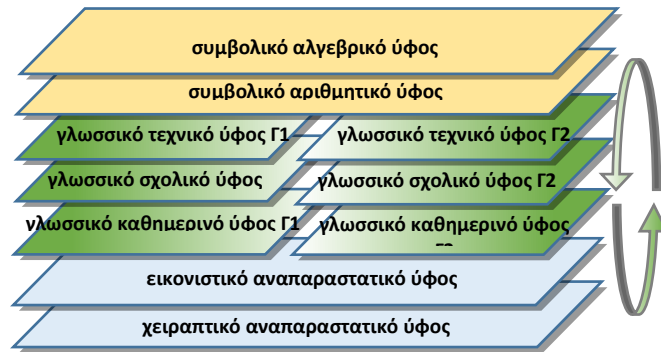 συμβολικό αλγεβρικό ύφος
συμβολικό αριθμητικό ύφος
γλωσσικό τεχνικό ύφος Γ1
γλωσσικό τεχνικό ύφος Γ2
γλωσσικό σχολικό ύφος
γλωσσικό σχολικό ύφος Γ2
γλωσσικό καθημερινό ύφος Γ1
γλωσσικό καθημερινό ύφος
εικονιστικό αναπαραστατικό ύφος
χειραπτικό αναπαραστατικό ύφος